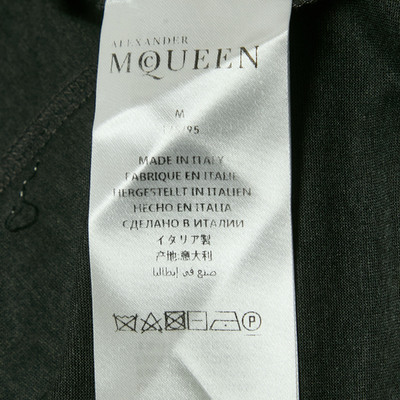 ALEXANDER
McQUEEN
M
95
MADE IN ITALY
FABRIQUE EN ITALIE
HERGESTELLT IN ITALIEN
HECHO EN ITALIA
СДЕЛАНО В ИТАЛИИ
イタリア製
产地:意大利
صنع في إيطاليا
P